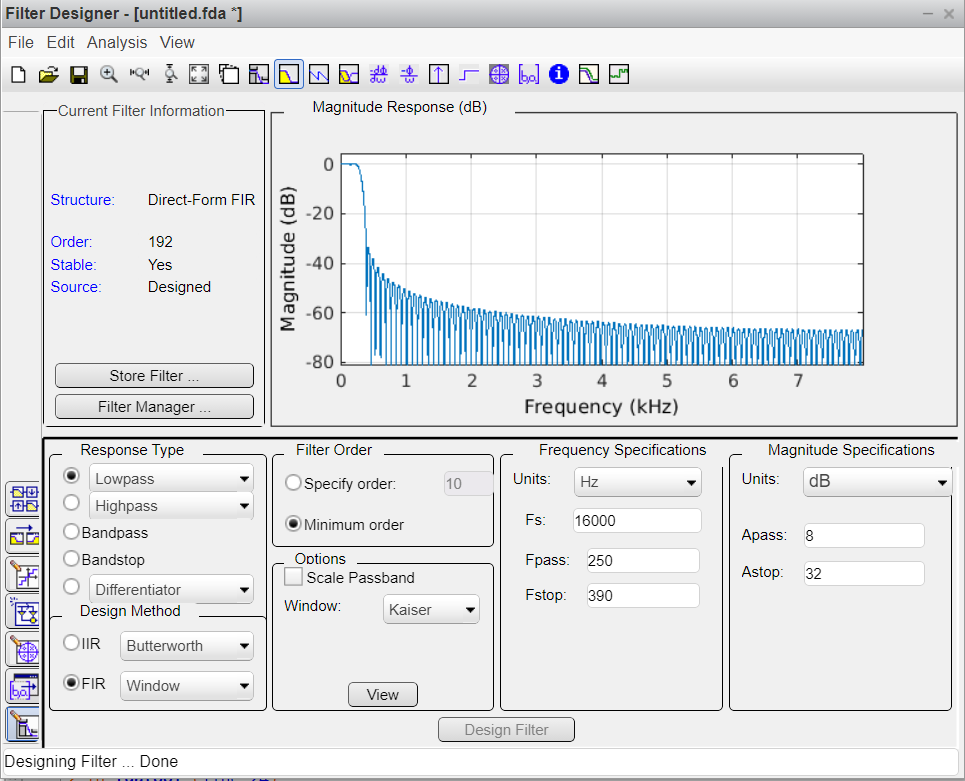 Filter Designer - [untitled.fda *]
File Edit Analysis View
Current Filter Information
Structure: Direct-Form FIR
Order: 192
Stable: Yes
Source: Designed
Store Filter ...
Filter Manager ...
Magnitude Response (dB)
Magnitude (dB)
0
-20
-40
-60
-80
0 1 2 3 4 5 6 7
Frequency (kHz)
Response Type
Lowpass
Highpass
Bandpass
Bandstop
Differentiator
Design Method
IIR Butterworth
FIR Window
Filter Order
Specify order: 10
Minimum order
Options
Scale Passband
Window: Kaiser
View
Frequency Specifications
Units: Hz
Fs: 16000
Fpass: 250
Fstop: 390
Magnitude Specifications
Units: dB
Apass: 8
Astop: 32
Design Filter
Designing Filter ... Done